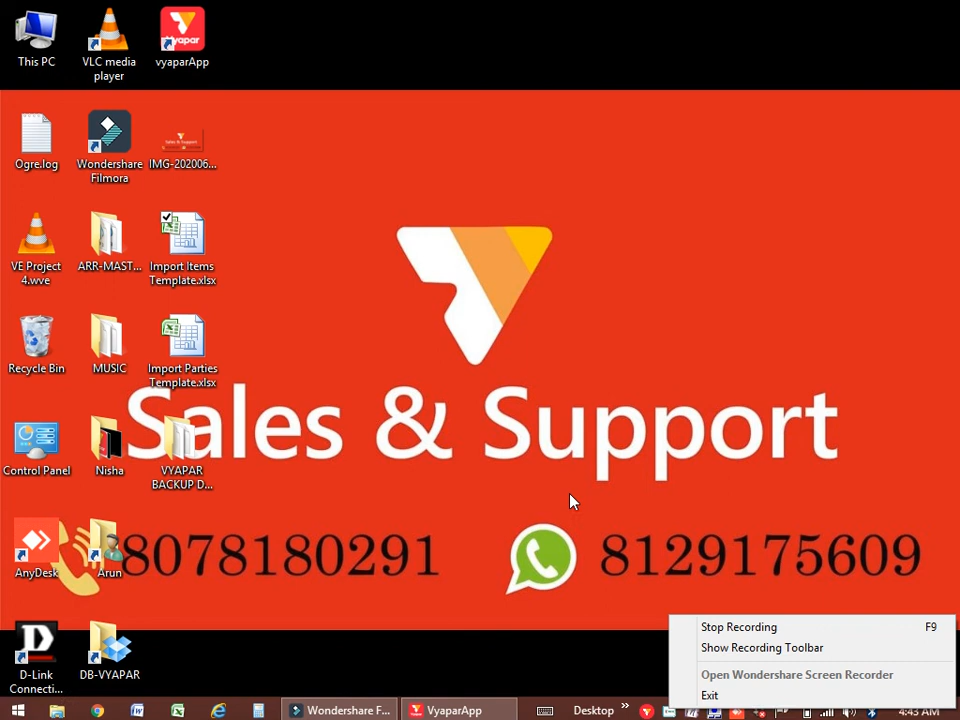 This PC
VLC media
player
Vyapar
vyaparApp
Ogre.log
Wondershare
Filmora
Sales & Support
IMG-202006...
VE Project
4.wve
ARR-MAST...
Import Items
Template.xlsx
Recycle Bin
MUSIC
Import Parties
Template.xlsx
Sales & Support
Control Panel
Nisha
VYAPAR
BACKUP D...
8078180291
8129175609
AnyDesk
Arun
D
D-Link
Connecti...
DB-VYAPAR
Stop Recording F9
Show Recording Toolbar
Open Wondershare Screen Recorder
Exit
Wondershare F...
VyaparApp
Desktop
»
4:43 AM